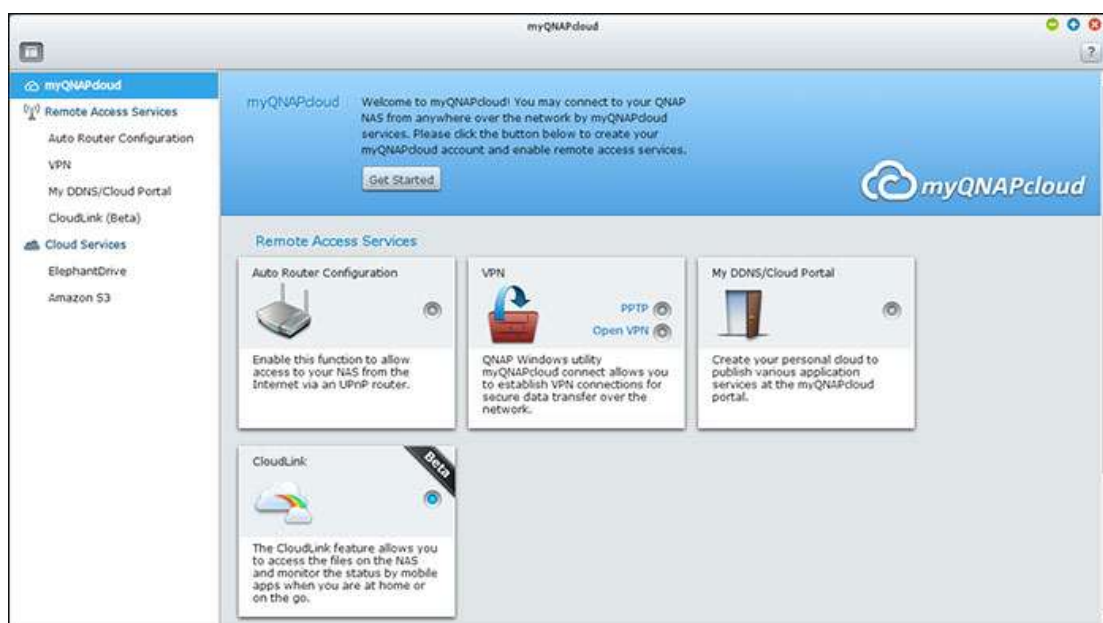 myQNAPcloud
?
myQNAPcloud
Remote Access Services
Auto Router Configuration
VPN
My DDNS/Cloud Portal
CloudLink (Beta)
Cloud Services
ElephantDrive
Amazon S3
myQNAPcloud
Welcome to myQNAPcloud! You may connect to your QNAP
NAS from anywhere over the network by myQNAPcloud
services. Please click the button below to create your
myQNAPcloud account and enable remote access services.
Get Started
myQNAPcloud
Remote Access Services
Auto Router Configuration
Enable this function to allow
access to your NAS from the
Internet via an UPnP router.
VPN
PPTP
Open VPN
QNAP Windows utility
myQNAPcloud connect allows you
to establish VPN connections for
secure data transfer over the
network.
My DDNS/Cloud Portal
Create your personal cloud to
publish various application
services at the myQNAPcloud
portal.
CloudLink
Beta
The CloudLink feature allows you
to access the files on the NAS
and monitor the status by mobile
apps when you are at home or
on the go.